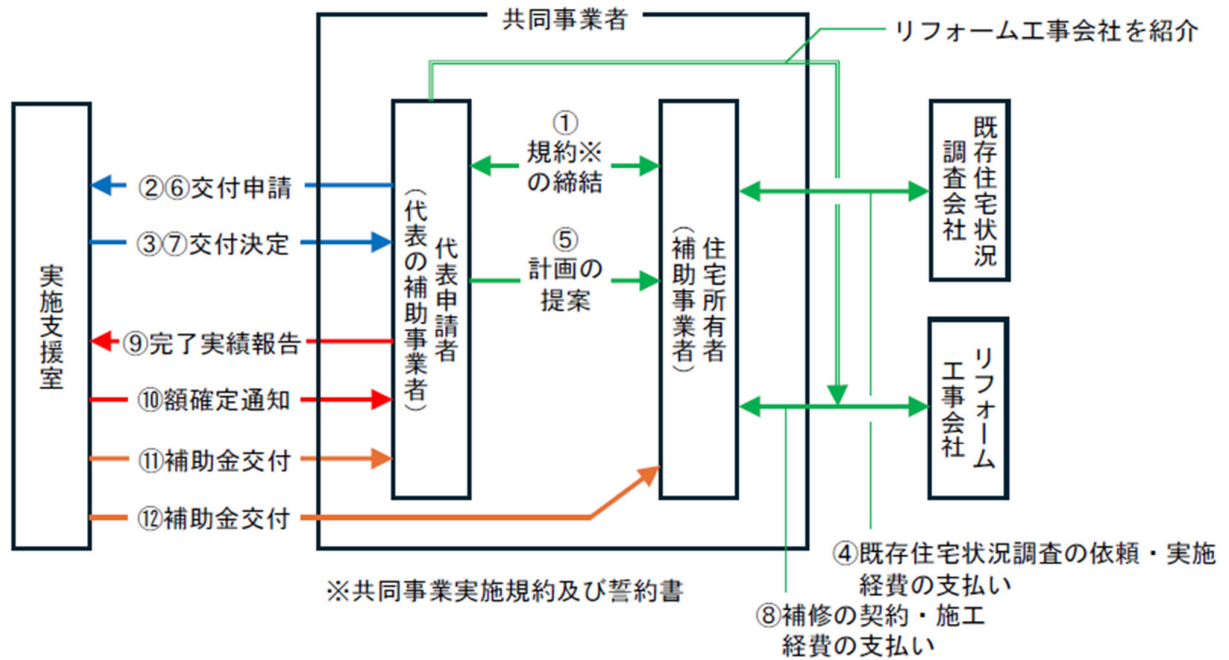 共同事業者
リフォーム工事会社を紹介
実施支援室
②⑥交付申請
③⑦交付決定
⑨完了実績報告
⑩額確定通知
⑪補助金交付
⑫補助金交付
代表申請者
(代表の補助事業者)
①
規約※
の締結
⑤
計画の
提案
住宅所有者
(補助事業者)
既存住宅状況
調査会社
リフォーム
工事会社
④既存住宅状況調査の依頼・実施
経費の支払い
⑧補修の契約・施工
経費の支払い
※共同事業実施規約及び誓約書